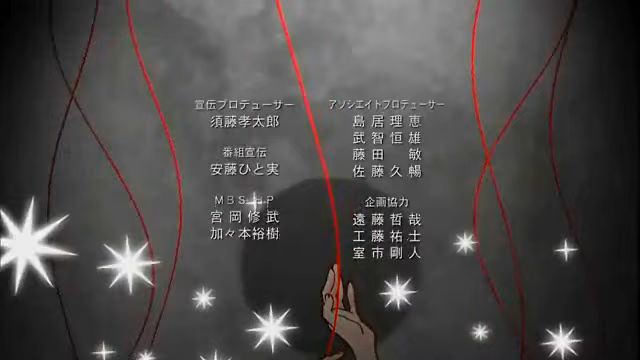 宣伝プロデューサー
須藤孝太郎
番組宣伝
安藤ひと実
MBS HP
宮岡修武
加々本裕樹
アソシエイトプロデューサー
島居理恵
武智恒雄
藤田 敏
佐藤久暢
企画協力
遠藤哲哉
工藤祐士
室市剛人